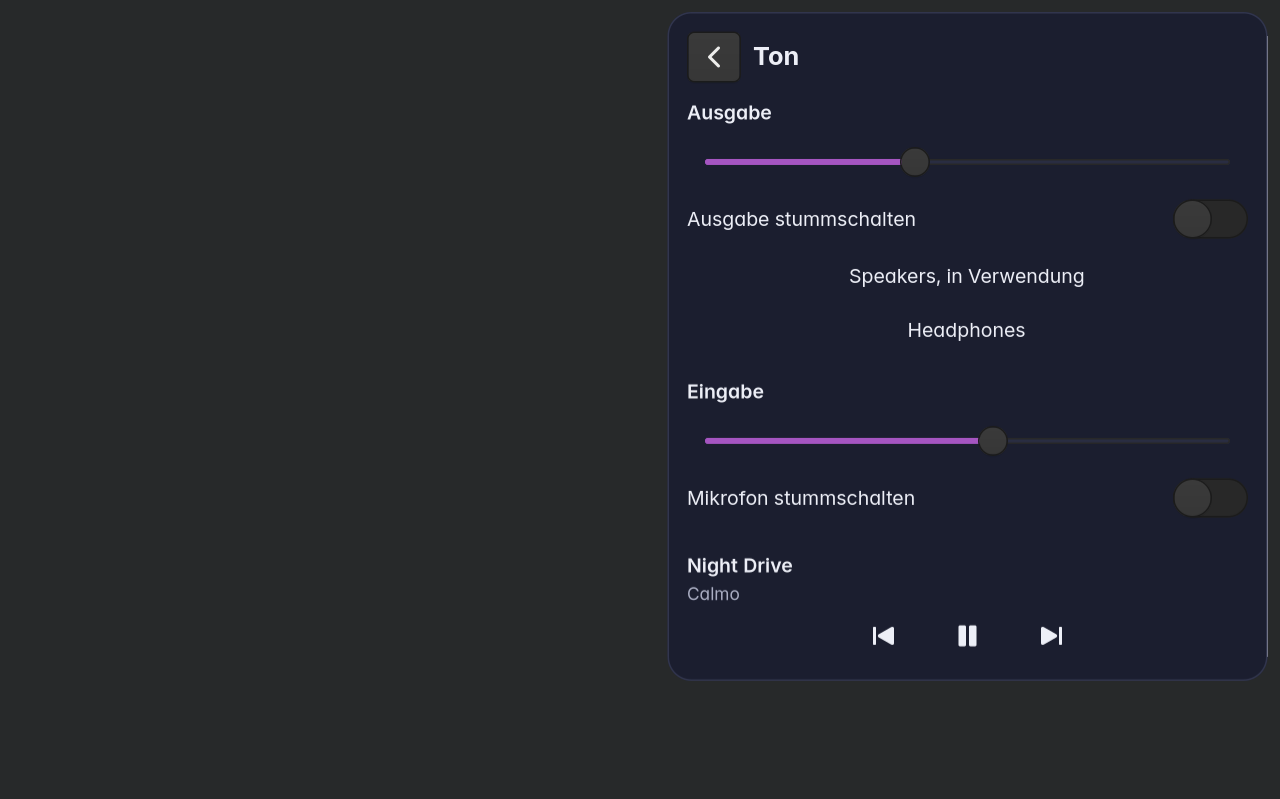 Ton
Ausgabe
Ausgabe stummschalten
Speakers, in Verwendung
Headphones
Eingabe
Mikrofon stummschalten
Night Drive
Calmo